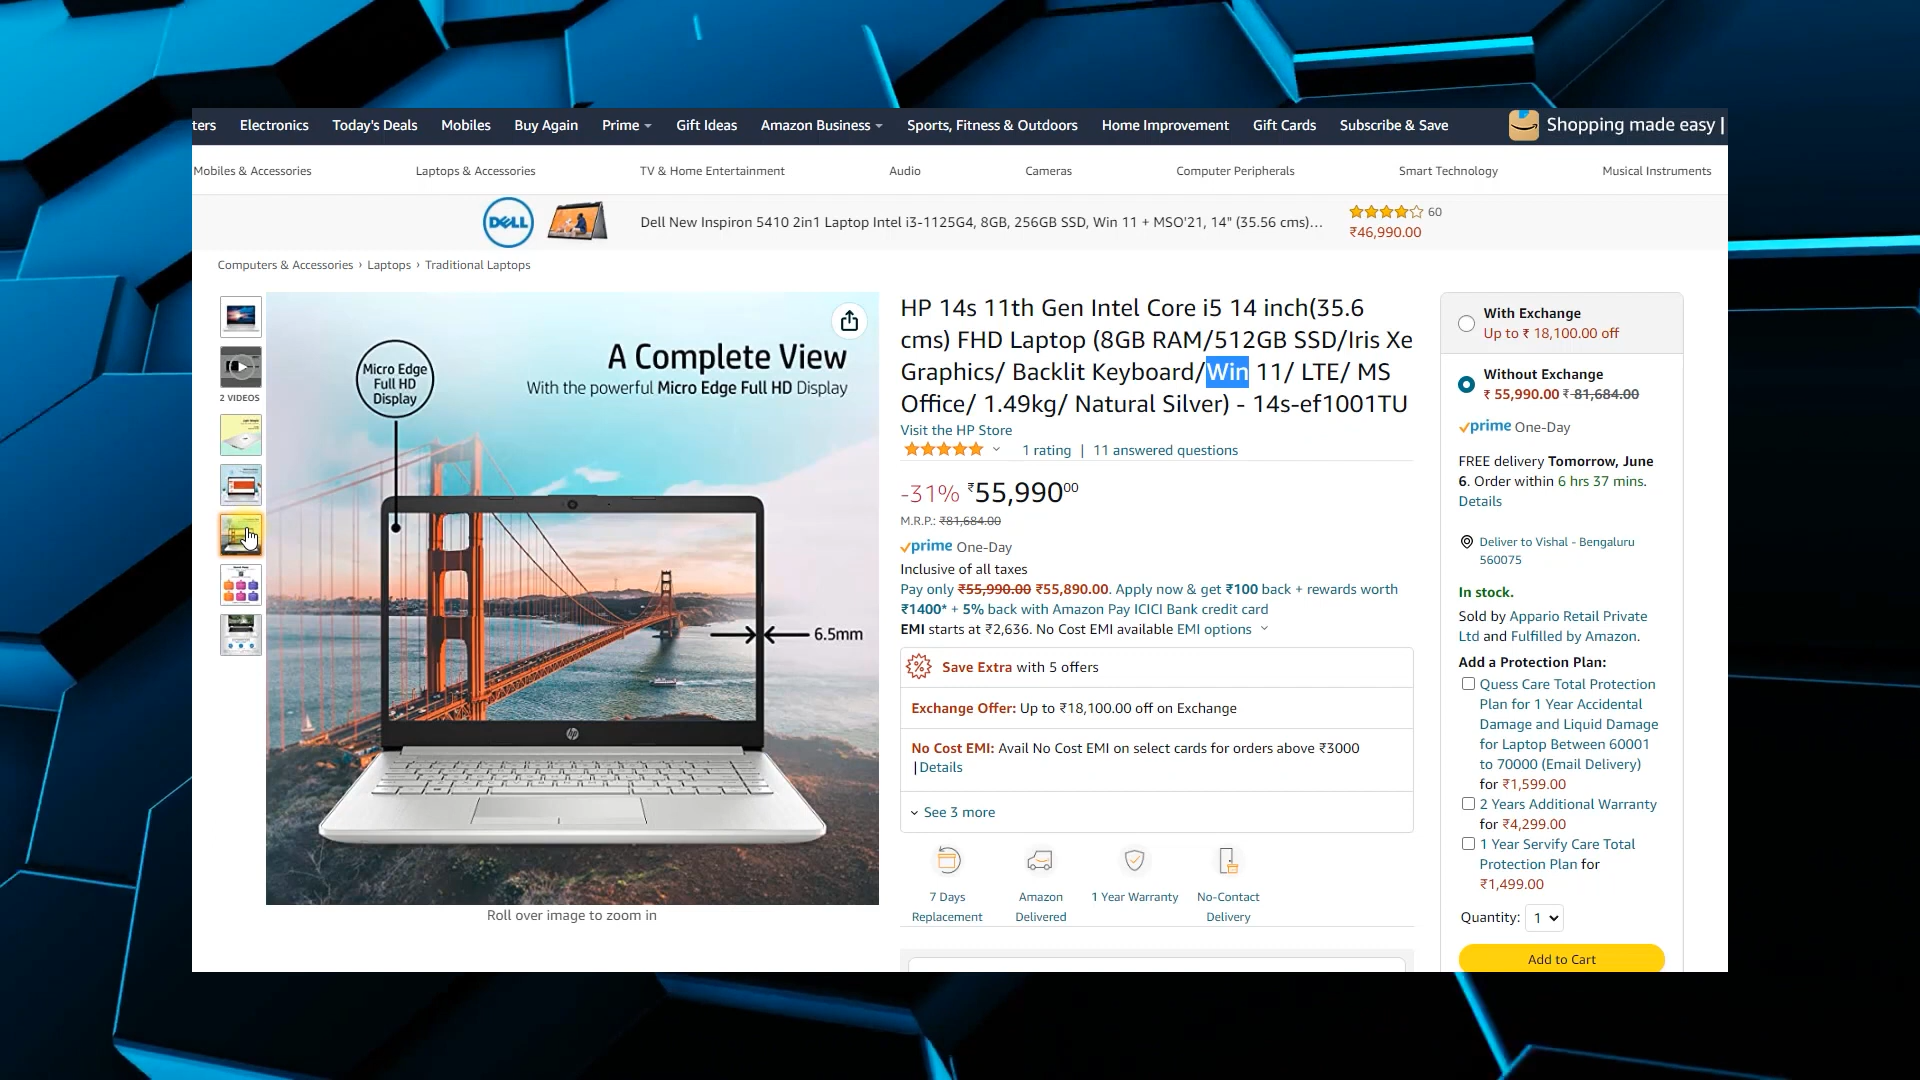 ters Electronics Today's Deals Mobiles Buy Again Prime Gift Ideas Amazon Business Sports, Fitness & Outdoors Home Improvement Gift Cards Subscribe & Save Shopping made easy |
Mobiles & Accessories Laptops & Accessories TV & Home Entertainment Audio Cameras Computer Peripherals Smart Technology Musical Instruments
DELL
Dell New Inspiron 5410 2in1 Laptop Intel i3-1125G4, 8GB, 256GB SSD, Win 11 + MSO'21, 14" (35.56 cms)...
60
₹46,990.00
Computers & Accessories › Laptops › Traditional Laptops
2 VIDEOS
Micro Edge
Full HD
Display
A Complete View
With the powerful Micro Edge Full HD Display
6.5mm
hp
Roll over image to zoom in
HP 14s 11th Gen Intel Core i5 14 inch(35.6
cms) FHD Laptop (8GB RAM/512GB SSD/Iris Xe
Graphics/ Backlit Keyboard/Win 11/ LTE/ MS
Office/ 1.49kg/ Natural Silver) - 14s-ef1001TU
Visit the HP Store
1 rating | 11 answered questions
-31% ₹55,99000
M.R.P.: ₹81,684.00
prime One-Day
Inclusive of all taxes
Pay only ₹55,990.00 ₹55,890.00. Apply now & get ₹100 back + rewards worth
₹1400* + 5% back with Amazon Pay ICICI Bank credit card
EMI starts at ₹2,636. No Cost EMI available EMI options
Save Extra with 5 offers
Exchange Offer: Up to ₹18,100.00 off on Exchange
No Cost EMI: Avail No Cost EMI on select cards for orders above ₹3000
|Details
See 3 more
7 Days
Replacement
Amazon
Delivered
1 Year Warranty
No-Contact
Delivery
With Exchange
Up to ₹ 18,100.00 off
Without Exchange
₹ 55,990.00 ₹ 81,684.00
prime One-Day
FREE delivery Tomorrow, June
6. Order within 6 hrs 37 mins.
Details
Deliver to Vishal - Bengaluru
560075
In stock.
Sold by Appario Retail Private
Ltd and Fulfilled by Amazon.
Add a Protection Plan:
Quess Care Total Protection
Plan for 1 Year Accidental
Damage and Liquid Damage
for Laptop Between 60001
to 70000 (Email Delivery)
for ₹1,599.00
2 Years Additional Warranty
for ₹4,299.00
1 Year Servify Care Total
Protection Plan for
₹1,499.00
Quantity: 1
Add to Cart